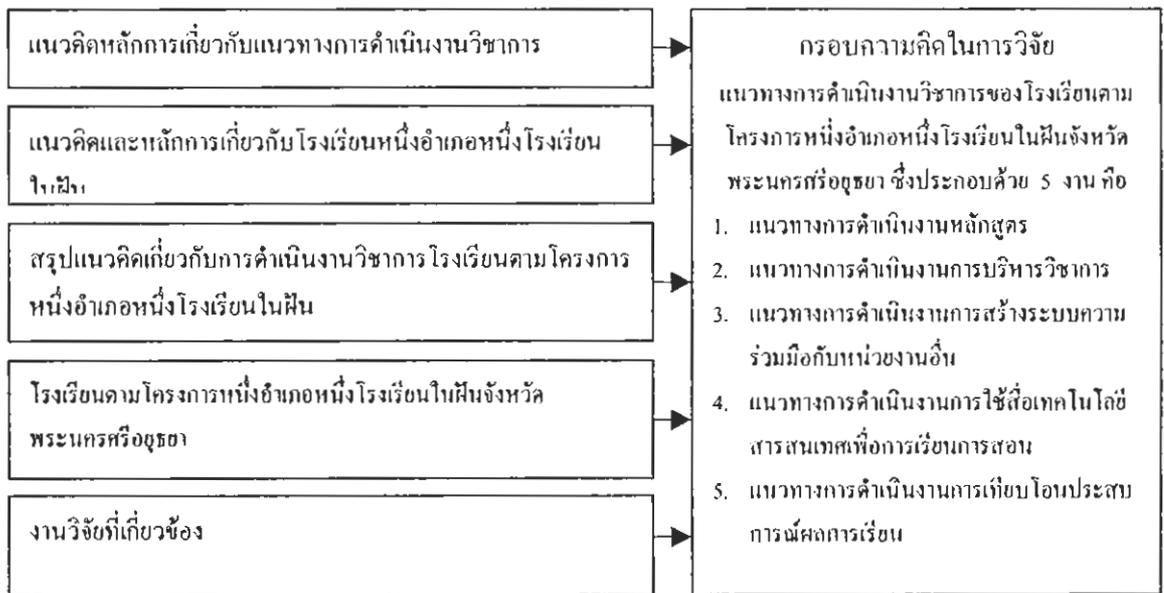 แนวคิดหลักการเกี่ยวกับแนวทางการดำเนินงานวิชาการ
แนวคิดและหลักการเกี่ยวกับโรงเรียนหนึ่งอำเภอหนึ่งโรงเรียน
ในฝัน
สรุปแนวคิดเกี่ยวกับการดำเนินงานวิชาการโรงเรียนตามโครงการ
หนึ่งอำเภอหนึ่งโรงเรียนในฝัน
โรงเรียนตามโครงการหนึ่งอำเภอหนึ่งโรงเรียนในฝันจังหวัด
พระนครศรีอยุธยา
งานวิจัยที่เกี่ยวข้อง
กรอบความคิดในการวิจัย
แนวทางการดำเนินงานวิชาการของโรงเรียนตาม
โครงการหนึ่งอำเภอหนึ่งโรงเรียนในฝันจังหวัด
พระนครศรีอยุธยา ซึ่งประกอบด้วย 5 งาน คือ
1. แนวทางการดำเนินงานหลักสูตร
2. แนวทางการดำเนินงานการบริหารวิชาการ
3. แนวทางการดำเนินงานการสร้างระบบความ
ร่วมมือกับหน่วยงานอื่น
4. แนวทางการดำเนินงานการใช้สื่อเทคโนโลยี
สารสนเทศเพื่อการเรียนการสอน
5. แนวทางการดำเนินงานการเทียบโอนประสบ
การณ์ผลการเรียน